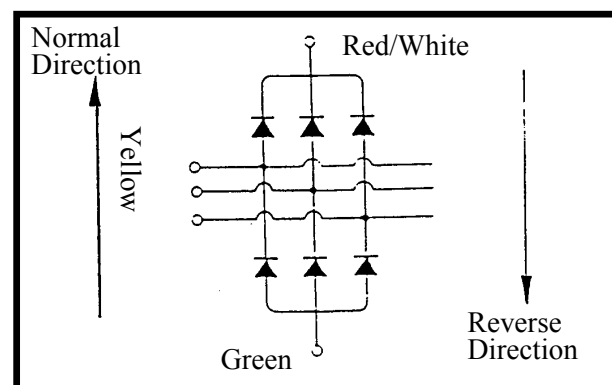 Normal
Direction
Red/White
Yellow
Green
Reverse
Direction